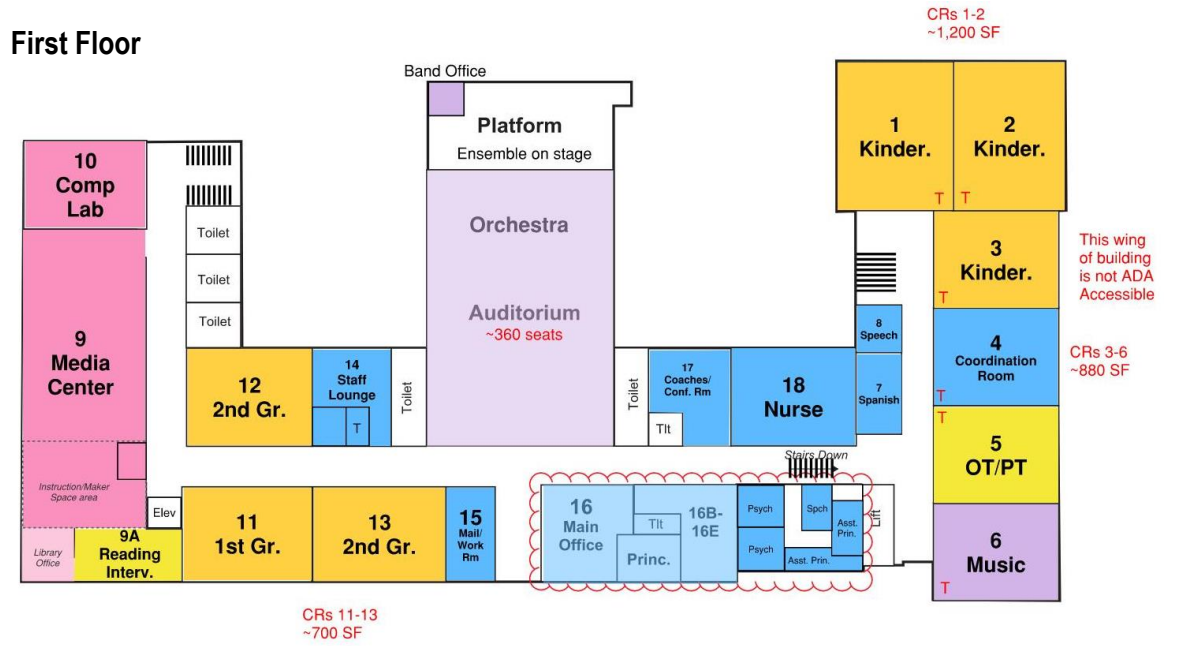 First Floor
CRs 1-2
~1,200 SF
Band Office
Platform
Ensemble on stage
1
Kinder.
2
Kinder.
T
T
10
Comp
Lab
Toilet
Toilet
Toilet
Orchestra
Auditorium
~360 seats
3
Kinder.
T
This wing
of building
is not ADA
Accessible
9
Media
Center
12
2nd Gr.
14
Staff
Lounge
T
Toilet
Toilet
17
Coaches/
Conf. Rm
Tlt
18
Nurse
8
Speech
7
Spanish
4
Coordination
Room
T
CRs 3-6
~880 SF
T
5
OT/PT
Instruction/Maker
Space area
Elev
Library
Office
9A
Reading
Interv.
11
1st Gr.
13
2nd Gr.
15
Mail/
Work
Rm
16
Main
Office
Tlt
Princ.
16B-
16E
Stairs Down
Psych
Psych
Spch
Asst.
Prin.
Asst. Prin.
Lift
6
Music
T
CRs 11-13
~700 SF